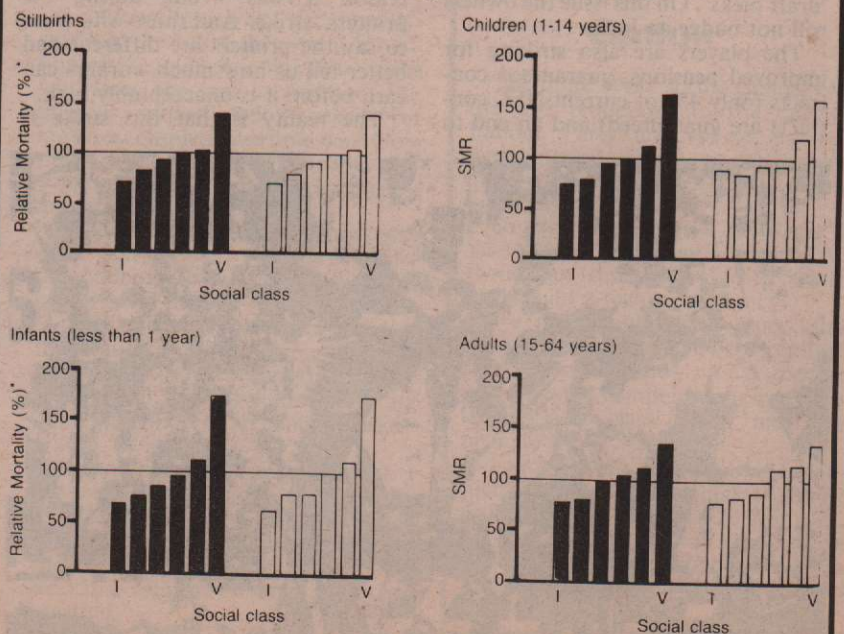 Stillbirths
Relative Mortality (%)*
200
150
100
50
0
I
V
I
V
Social class
Children (1-14 years)
SMR
200
150
100
50
0
I
V
I
V
Social class
Infants (less than 1 year)
Relative Mortality (%)*
200
150
100
50
0
I
V
I
V
Social class
Adults (15-64 years)
SMR
200
150
100
50
0
I
V
I
V
Social class